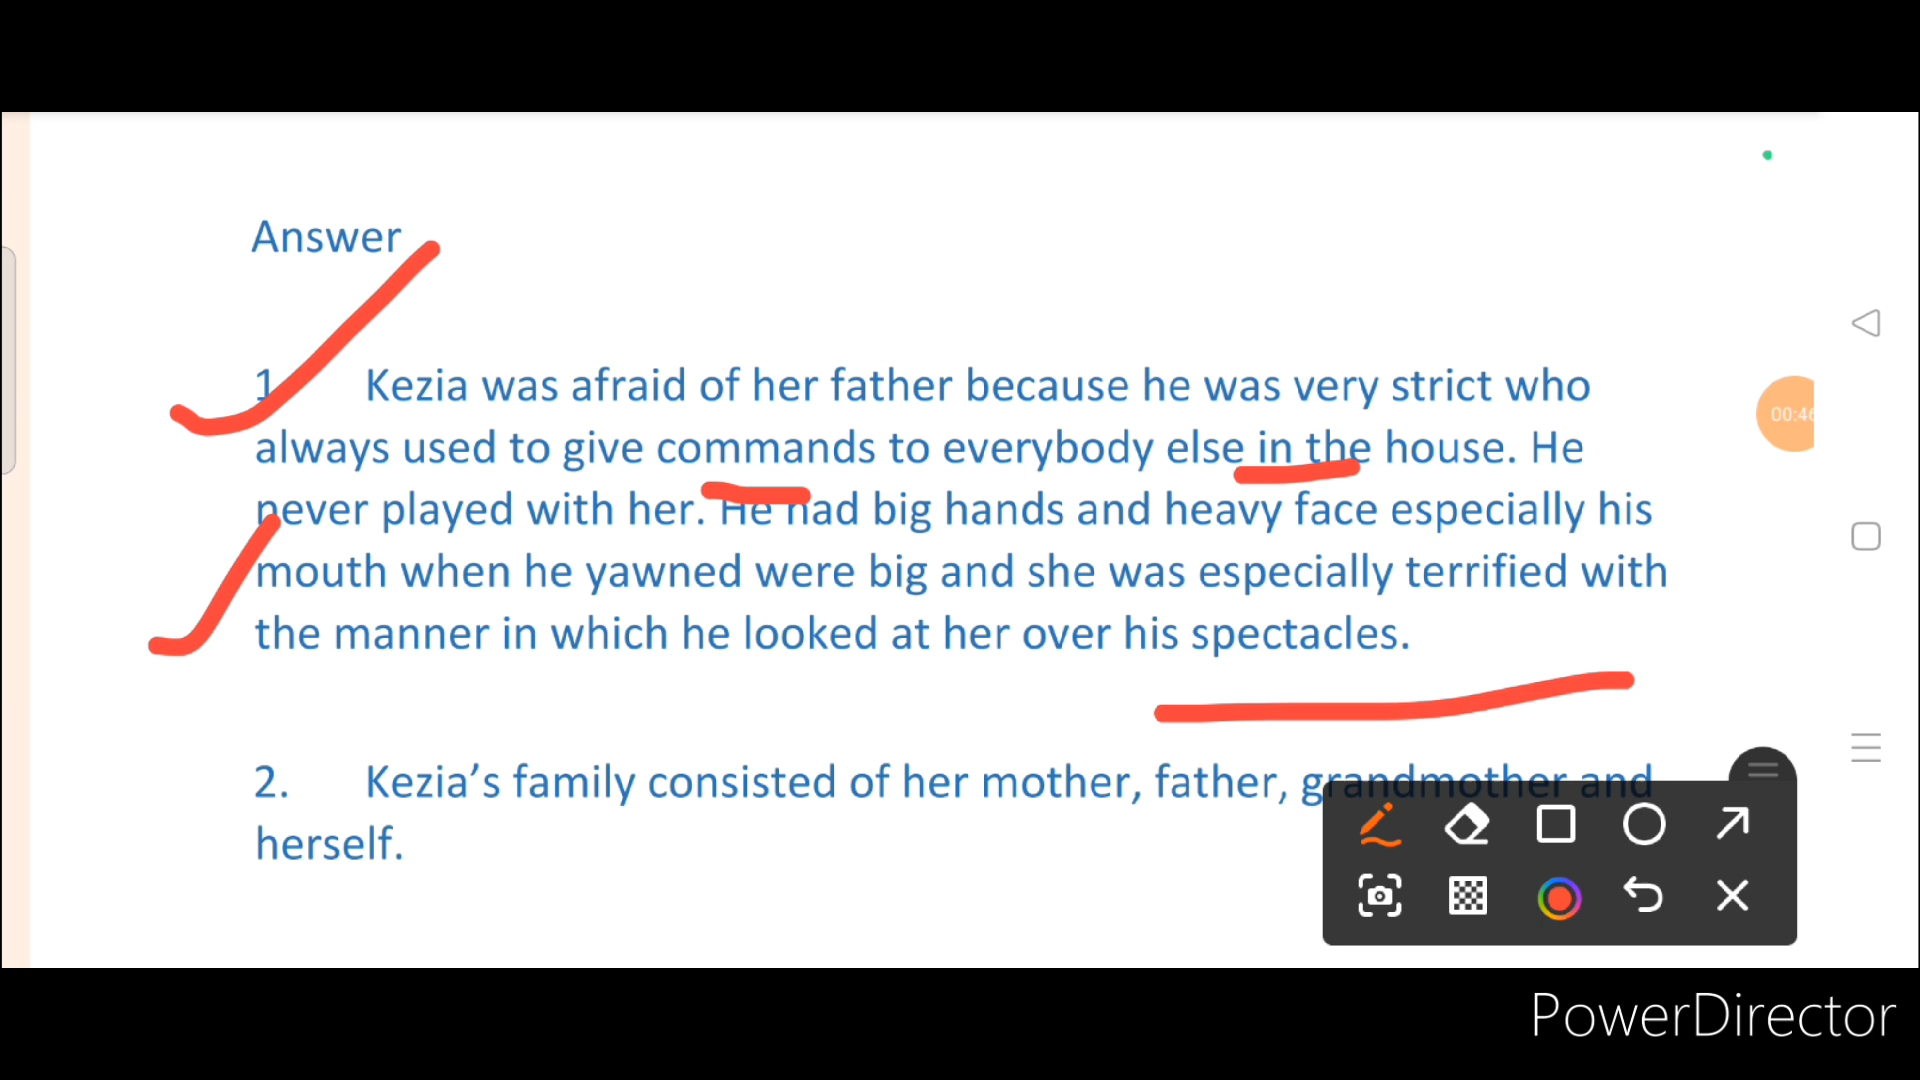 Answer
1. Kezia was afraid of her father because he was very strict who
always used to give commands to everybody else in the house. He
never played with her. He had big hands and heavy face especially his
mouth when he yawned were big and she was especially terrified with
the manner in which he looked at her over his spectacles.
2. Kezia’s family consisted of her mother, father, grandmother and
herself.
00:46
PowerDirector